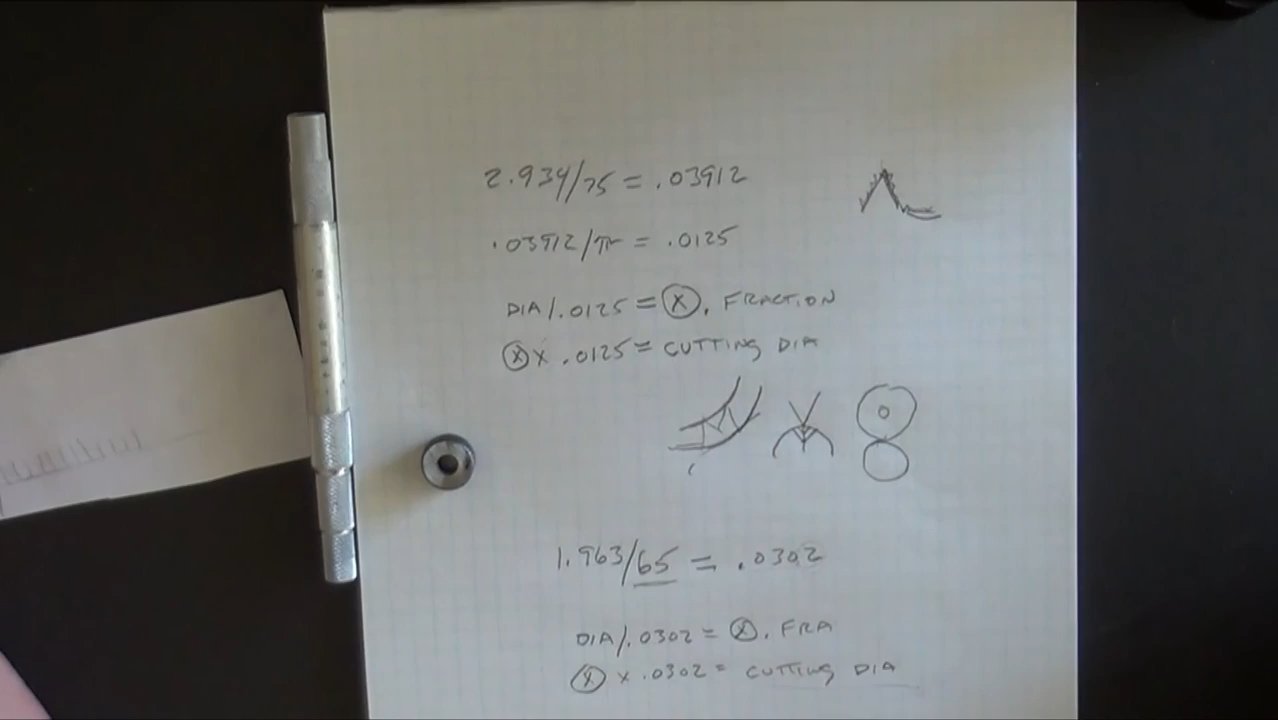 2.934/75 = .03912
.03912/π = .0125
DIA/.0125 = X. FRACTION
X x .0125 = CUTTING DIA
1.963/65 = .0302
DIA/.0302 = X. FRA
X x .0302 = CUTTING DIA